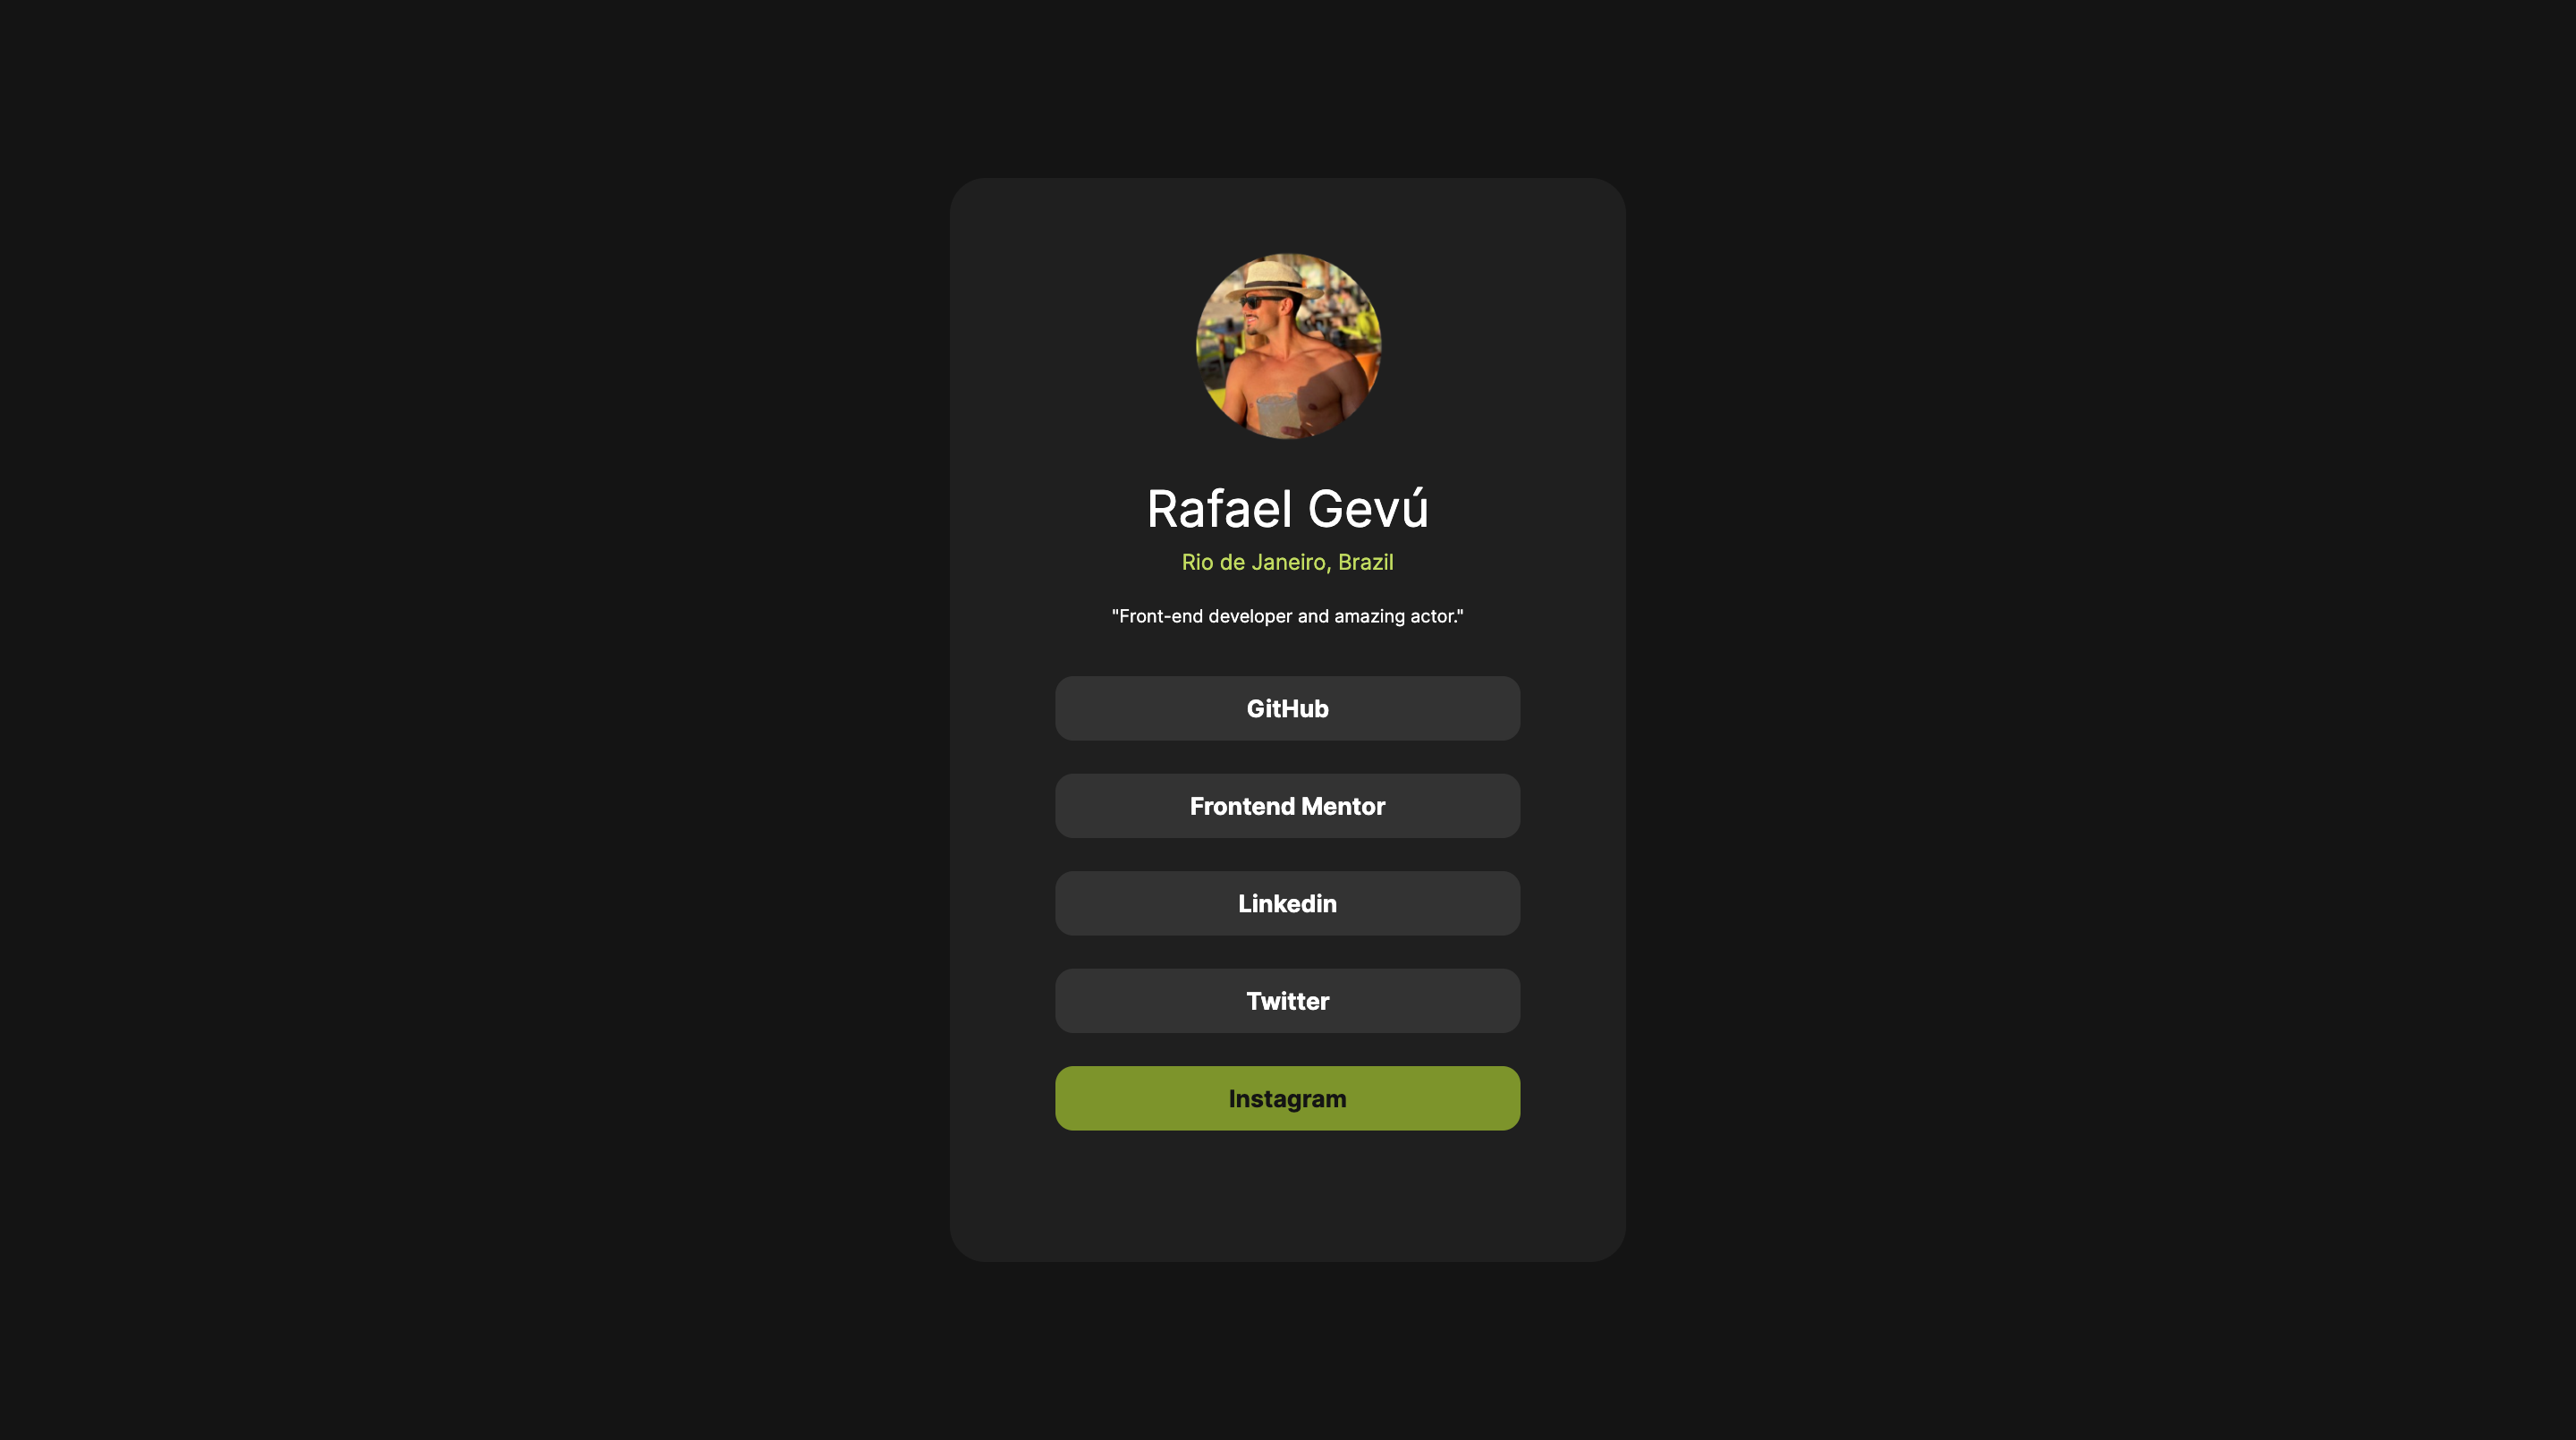 Rafael Gevú
Rio de Janeiro, Brazil
"Front-end developer and amazing actor."
GitHub
Frontend Mentor
Linkedin
Twitter
Instagram